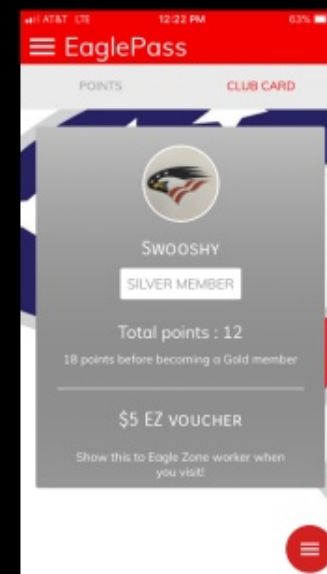 AT&T LTE 12:22 PM 63%
EaglePass
POINTS CLUB CARD
SWOOSHY
SILVER MEMBER
Total points : 12
18 points before becoming a Gold member
$5 EZ VOUCHER
Show this to Eagle Zone worker when
you visit!